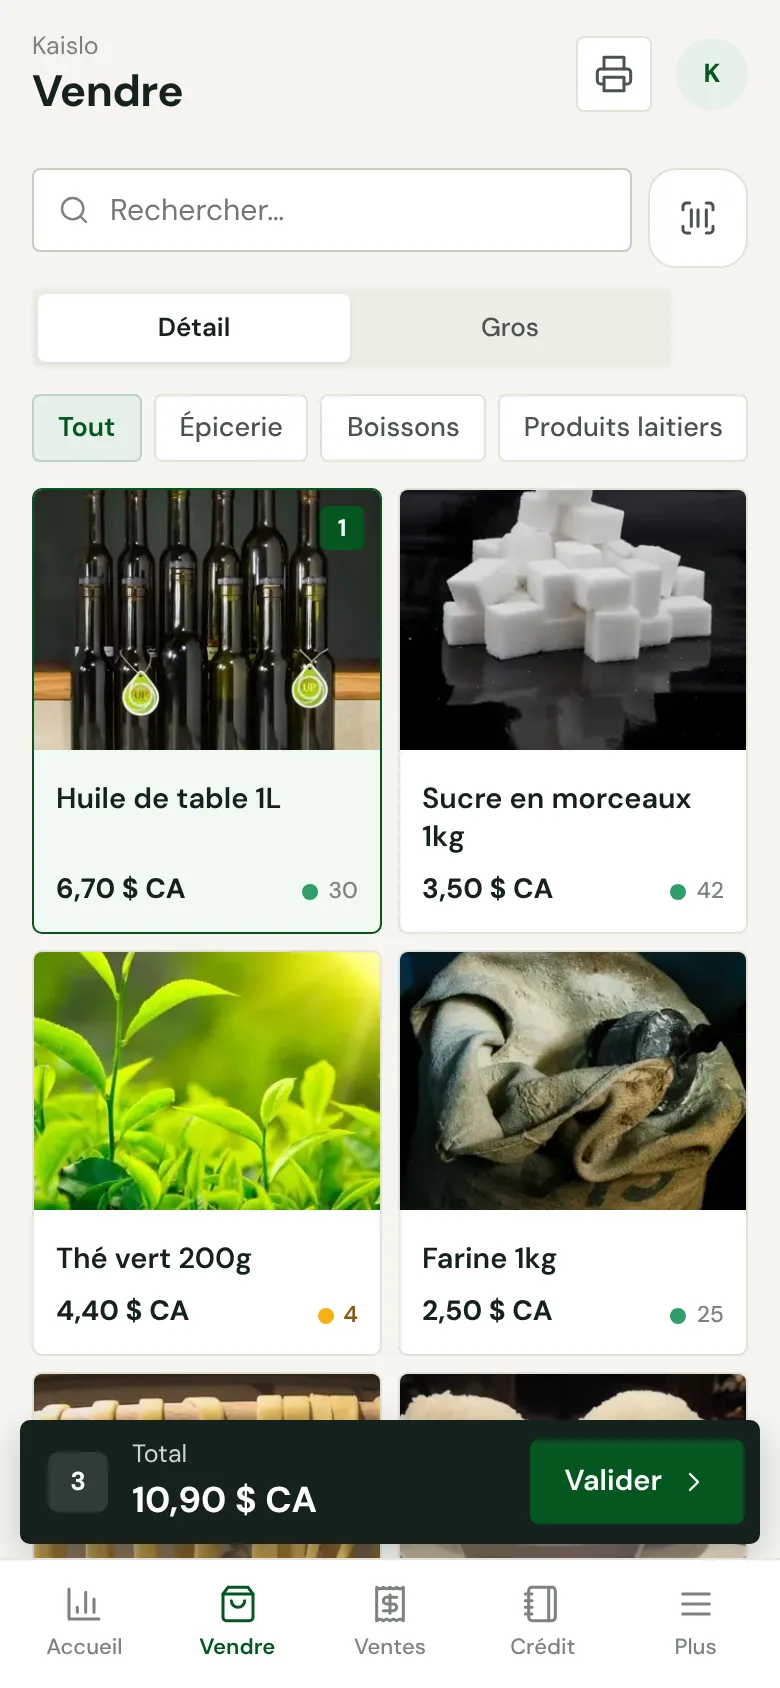 Kaislo
Vendre
K
Rechercher...
Détail
Gros
Tout
Épicerie
Boissons
Produits laitiers
1
UP
UP
Huile de table 1L
6,70 $ CA
30
Sucre en morceaux
1kg
3,50 $ CA
42
Thé vert 200g
4,40 $ CA
4
Farine 1kg
2,50 $ CA
25
3
Total
10,90 $ CA
Valider
Accueil
Vendre
Ventes
Crédit
Plus